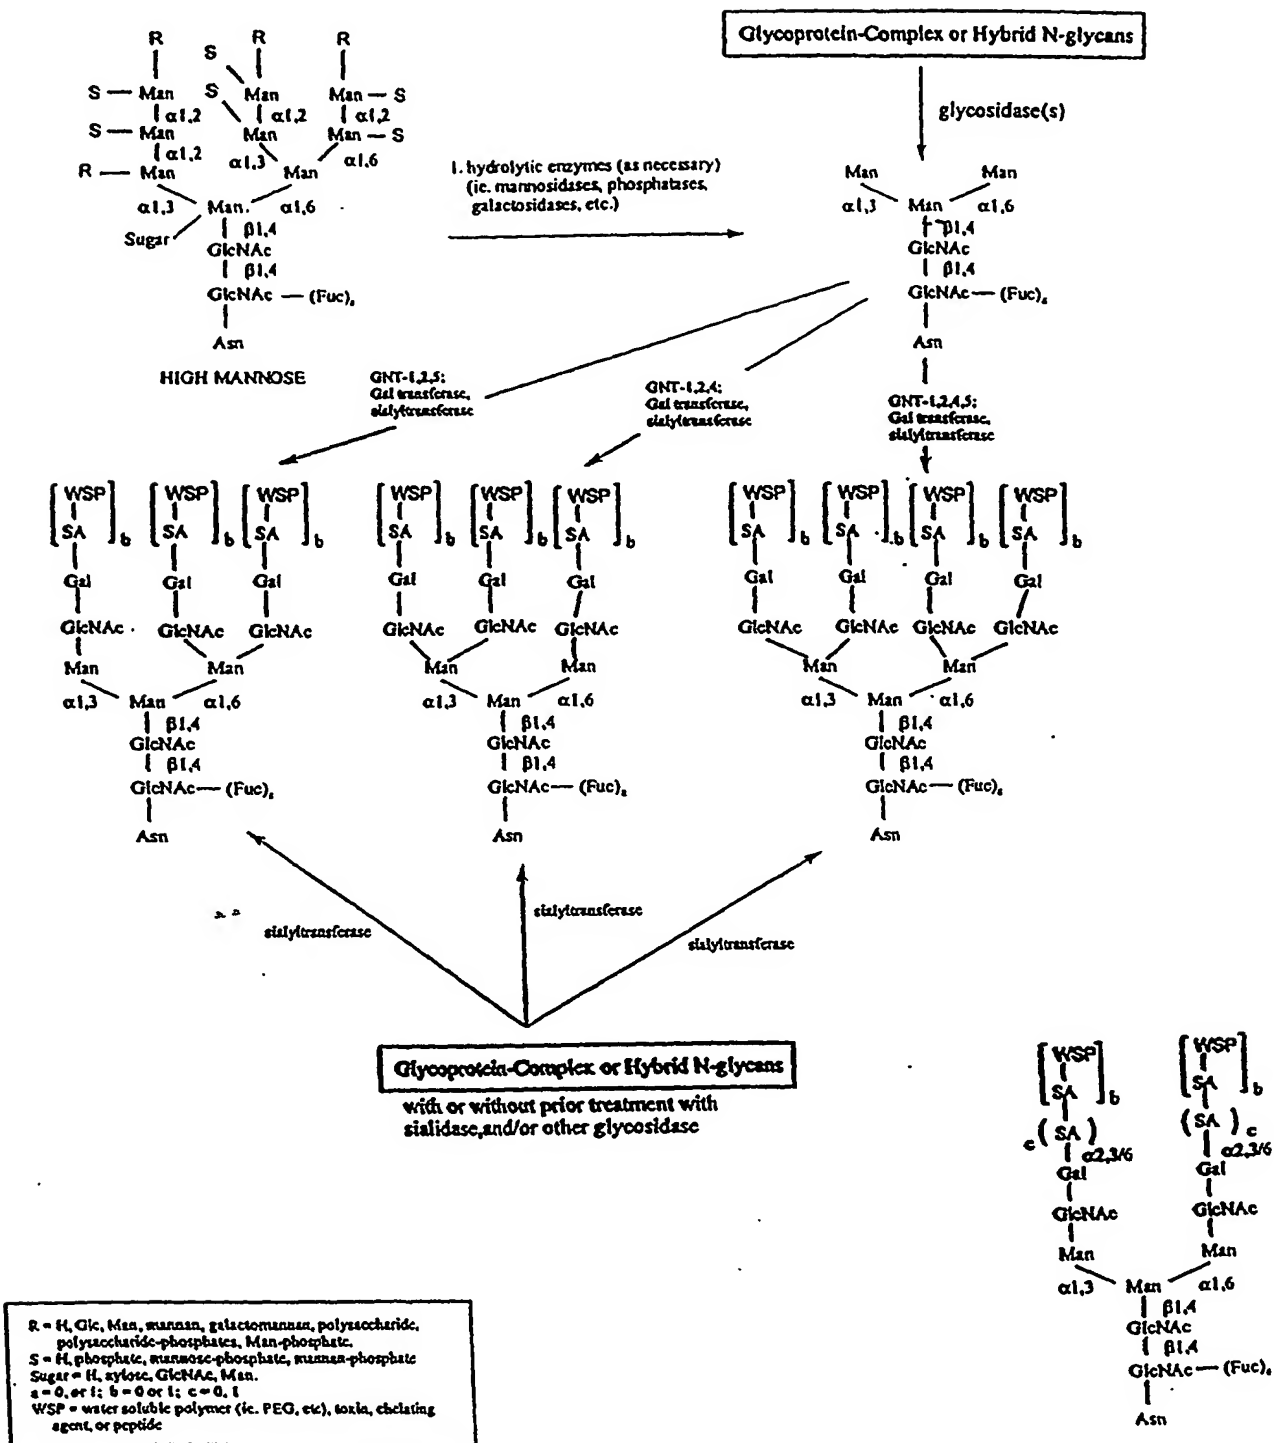 Glycoprotein-Complex or Hybrid N-glycans
glycosidase(s)
R R R
S
S — Man S Man Man — S
α1,2 α1,2 α1,2
S — Man Man Man — S
α1,2 α1,3 α1,6
R — Man Man
α1,3 Man. α1,6
Sugar β1,4
GlcNAc
β1,4
GlcNAc — (Fuc)a
Asn
HIGH MANNOSE
1. hydrolytic enzymes (as necessary)
(ie. mannosidases, phosphatases,
galactosidases, etc.)
Man Man
α1,3 Man α1,6
β1,4
GlcNAc
β1,4
GlcNAc — (Fuc)a
Asn
GNT-1,2,5;
Gal transferase,
sialyltransferase
GNT-1,2,4;
Gal transferase,
sialyltransferase
GNT-1,2,4,5;
Gal transferase,
sialyltransferase
[WSP [WSP [WSP
SA]b SA]b SA]b
Gal Gal Gal
GlcNAc GlcNAc GlcNAc
Man Man
α1,3 Man α1,6
β1,4
GlcNAc
β1,4
GlcNAc — (Fuc)a
Asn
[WSP [WSP [WSP
SA]b SA]b SA]b
Gal Gal Gal
GlcNAc GlcNAc GlcNAc
Man Man
α1,3 Man α1,6
β1,4
GlcNAc
β1,4
GlcNAc — (Fuc)a
Asn
[WSP [WSP [WSP [WSP
SA]b SA]b SA]b SA]b
Gal Gal Gal Gal
GlcNAc GlcNAc GlcNAc GlcNAc
Man Man
α1,3 Man α1,6
β1,4
GlcNAc
β1,4
GlcNAc — (Fuc)a
Asn
sialyltransferase
sialyltransferase
sialyltransferase
Glycoprotein-Complex or Hybrid N-glycans
with or without prior treatment with
sialidase,and/or other glycosidase
[WSP [WSP
SA]b SA]b
c(SA) (SA)c
α2,3/6 α2,3/6
Gal Gal
GlcNAc GlcNAc
Man Man
α1,3 Man α1,6
β1,4
GlcNAc
β1,4
GlcNAc — (Fuc)a
Asn
R = H, Glc, Man, mannan, galactomannan, polysaccharide,
polysaccharide-phosphates, Man-phosphate.
S = H, phosphate, mannose-phosphate, mannan-phosphate
Sugar = H, xylose, GlcNAc, Man.
a = 0, or 1; b = 0 or 1; c = 0, 1
WSP = water soluble polymer (ie. PEG, etc), toxin, chelating
agent, or peptide